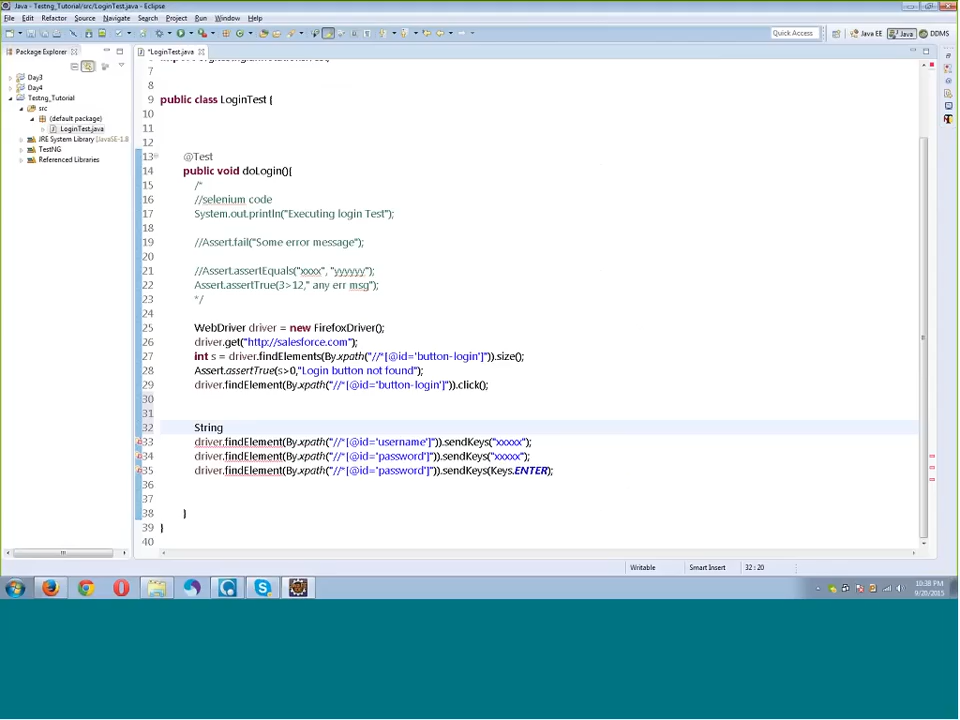 Java - Testng_Tutorial/src/LoginTest.java - Eclipse
File Edit Refactor Source Navigate Search Project Run Window Help
Quick Access Java EE Java DDMS
Package Explorer
*LoginTest.java
Day3
Day4
Testng_Tutorial
src
(default package)
LoginTest.java
JRE System Library [JavaSE-1.8
TestNG
Referenced Libraries
7
8
9 public class LoginTest {
10
11
12
13 @Test
14 public void doLogin(){
15 /*
16 //selenium code
17 System.out.println("Executing login Test");
18
19 //Assert.fail("Some error message");
20
21 //Assert.assertEquals("xxxx", "yyyyyy");
22 Assert.assertTrue(3>12," any err msg");
23 */
24
25 WebDriver driver = new FirefoxDriver();
26 driver.get("http://salesforce.com");
27 int s = driver.findElements(By.xpath("//*[@id='button-login']")).size();
28 Assert.assertTrue(s>0,"Login button not found");
29 driver.findElement(By.xpath("//*[@id='button-login']")).click();
30
31
32 String
33 driver.findElement(By.xpath("//*[@id='username']")).sendKeys("xxxxx");
34 driver.findElement(By.xpath("//*[@id='password']")).sendKeys("xxxxx");
35 driver.findElement(By.xpath("//*[@id='password']")).sendKeys(Keys.ENTER);
36
37
38 }
39 }
40
Writable Smart Insert 32 : 20
10:38 PM
9/20/2015